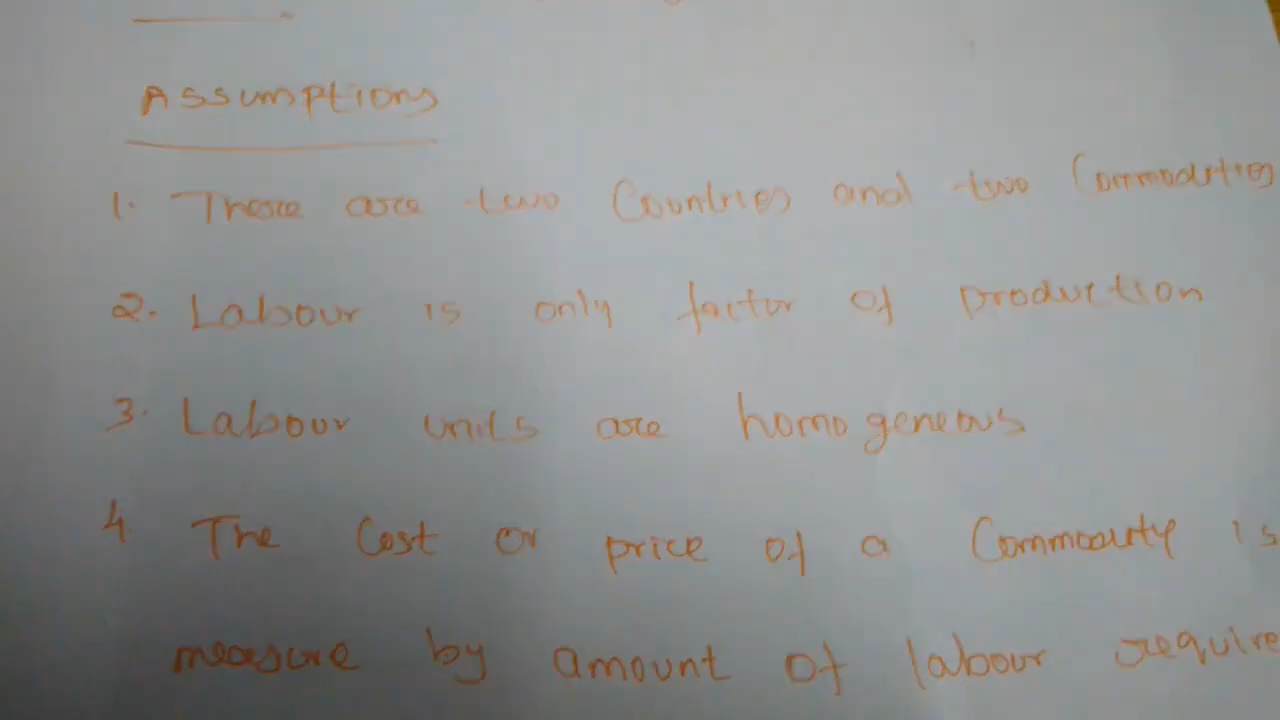 Assumptions
1. There are two Countries and two Commodities
2. Labour is only factor of production
3. Labour units are homogeneous
4. The Cost or price of a Commodity is
measure by amount of labour require